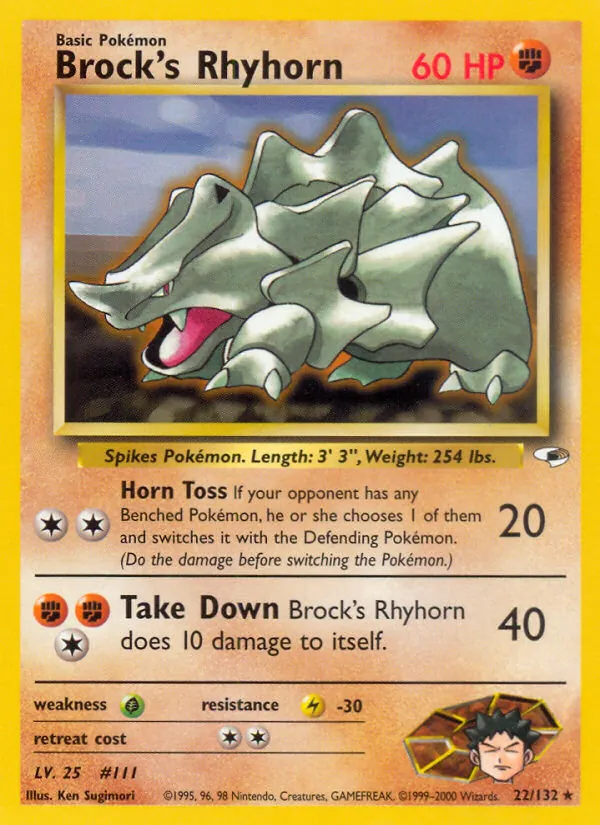 Basic Pokémon
Brock's Rhyhorn 60 HP
Spikes Pokémon. Length: 3' 3", Weight: 254 lbs.
Horn Toss If your opponent has any
Benched Pokémon, he or she chooses 1 of them
and switches it with the Defending Pokémon.
(Do the damage before switching the Pokémon.)
20
Take Down Brock's Rhyhorn
does 10 damage to itself.
40
weakness resistance -30
retreat cost
LV. 25 #111
Illus. Ken Sugimori ©1995, 96, 98 Nintendo, Creatures, GAMEFREAK. ©1999-2000 Wizards. 22/132 ★